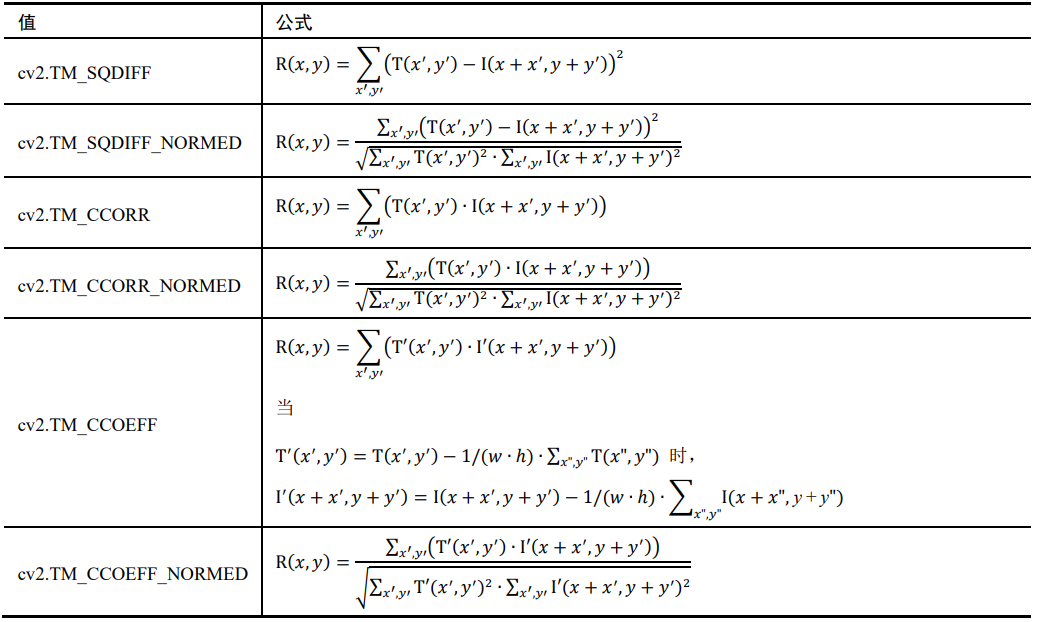 值 公式
cv2.TM_SQDIFF R(x, y) = ∑x′,y′(T(x′, y′) − I(x + x′, y + y′))²
cv2.TM_SQDIFF_NORMED R(x, y) = ∑x′,y′(T(x′, y′) − I(x + x′, y + y′))² / √(∑x′,y′ T(x′, y′)² · ∑x′,y′ I(x + x′, y + y′)²)
cv2.TM_CCORR R(x, y) = ∑x′,y′(T(x′, y′) · I(x + x′, y + y′))
cv2.TM_CCORR_NORMED R(x, y) = ∑x′,y′(T(x′, y′) · I(x + x′, y + y′)) / √(∑x′,y′ T(x′, y′)² · ∑x′,y′ I(x + x′, y + y′)²)
cv2.TM_CCOEFF R(x, y) = ∑x′,y′(T′(x′, y′) · I′(x + x′, y + y′))
当
T′(x′, y′) = T(x′, y′) − 1/(w · h) · ∑x",y" T(x", y") 时，
I′(x + x′, y + y′) = I(x + x′, y + y′) − 1/(w · h) · ∑x",y" I(x + x", y + y")
cv2.TM_CCOEFF_NORMED R(x, y) = ∑x′,y′(T′(x′, y′) · I′(x + x′, y + y′)) / √(∑x′,y′ T′(x′, y′)² · ∑x′,y′ I′(x + x′, y + y′)²)